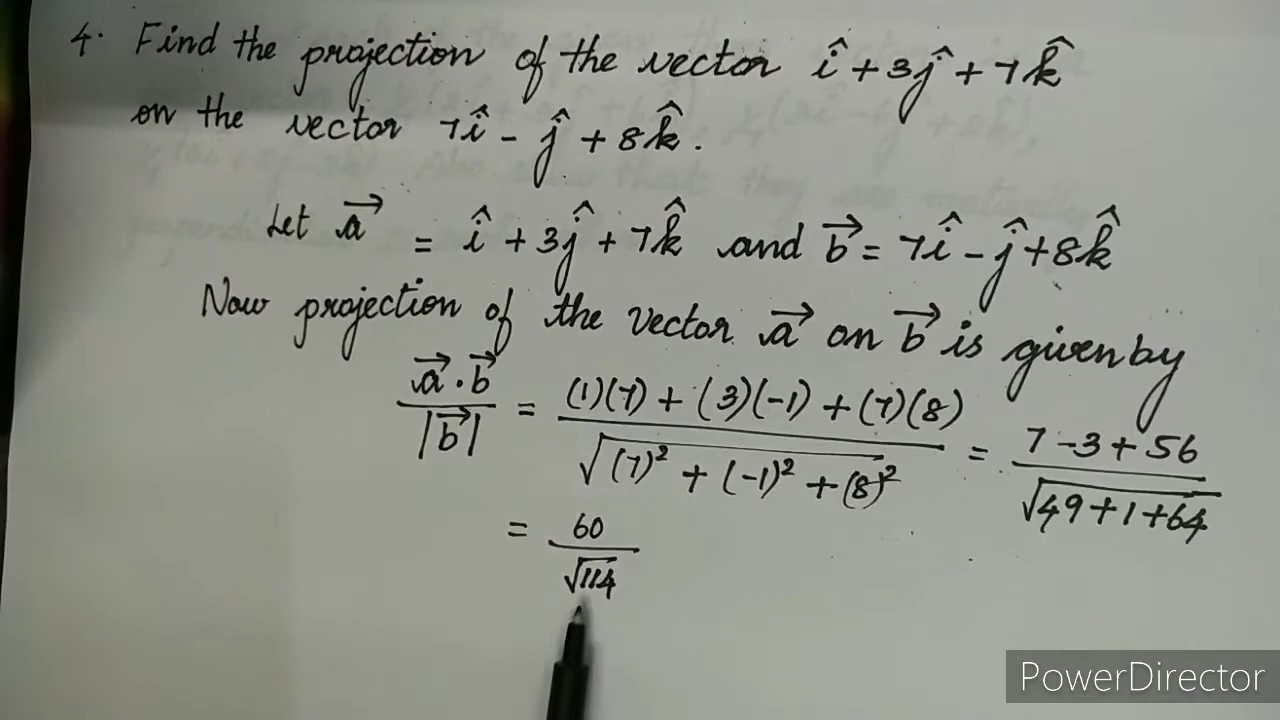 4. Find the projection of the vector î + 3ĵ + 7k̂
on the vector 7î - ĵ + 8k̂.
Let a⃗ = î + 3ĵ + 7k̂ and b⃗ = 7î - ĵ + 8k̂
Now projection of the vector a⃗ on b⃗ is given by
a⃗ · b⃗ / |b⃗| = (1)(7) + (3)(-1) + (7)(8) / √(7)² + (-1)² + (8)² = 7 - 3 + 56 / √49 + 1 + 64
= 60 / √114
PowerDirector